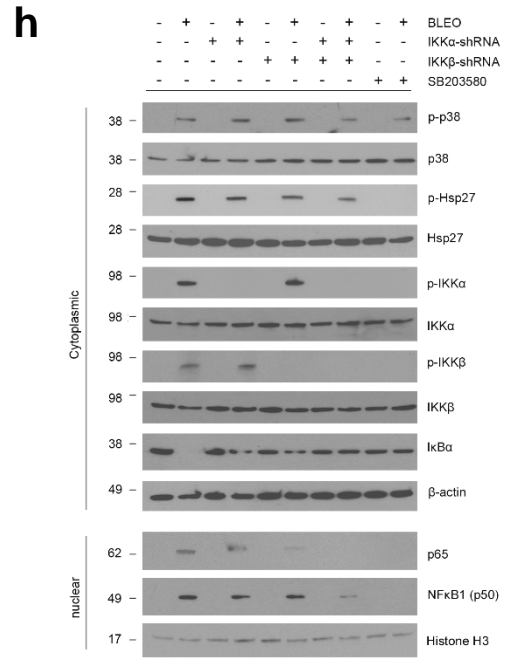 h
- + - + - + - + - + BLEO
- - + + - - + + - - IKKα-shRNA
- - - - + + + + - - IKKβ-shRNA
- - - - - - - - + + SB203580
Cytoplasmic
38 – p-p38
38 – p38
28 – p-Hsp27
28 – Hsp27
98 – p-IKKα
98 – IKKα
98 – p-IKKβ
98 – IKKβ
38 – IκBα
49 – β-actin
nuclear
62 – p65
49 – NFκB1 (p50)
17 – Histone H3